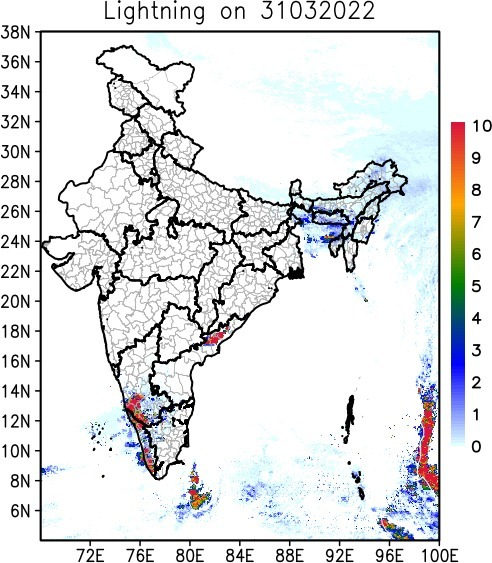 Lightning on 31032022
38N
36N
34N
32N
30N
28N
26N
24N
22N
20N
18N
16N
14N
12N
10N
8N
6N
72E 76E 80E 84E 88E 92E 96E 100E
10
9
8
7
6
5
4
3
2
1
0